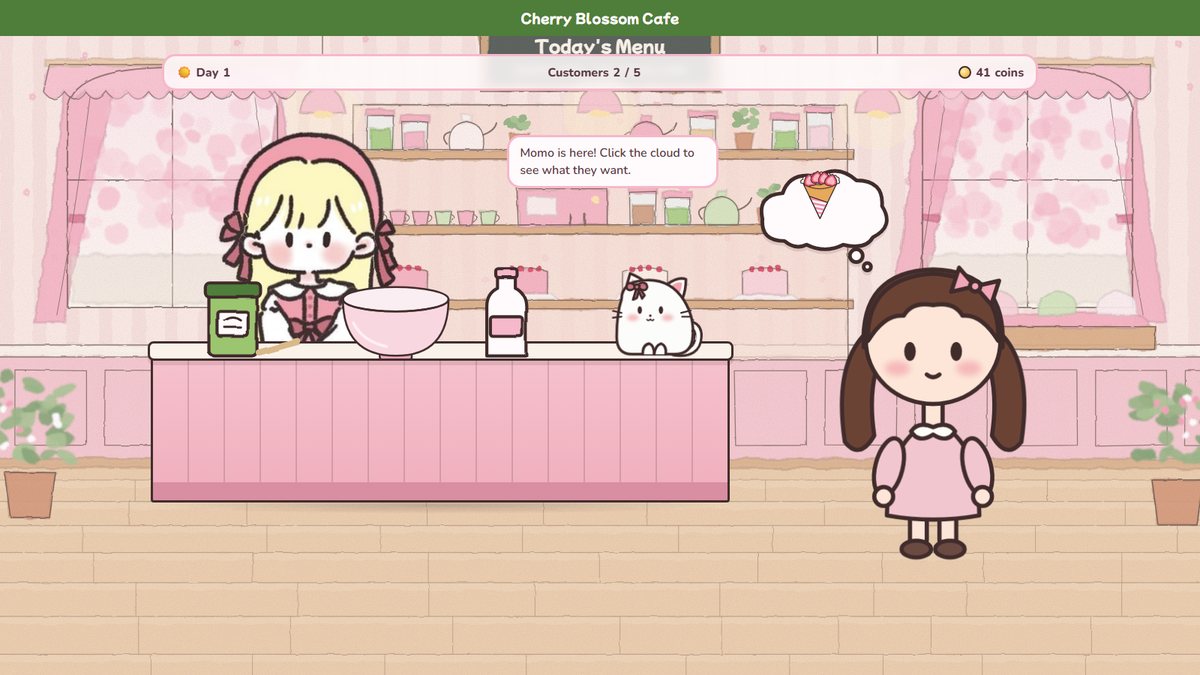 Cherry Blossom Cafe
Today's Menu
Day 1
Customers 2 / 5
41 coins
Momo is here! Click the cloud to
see what they want.